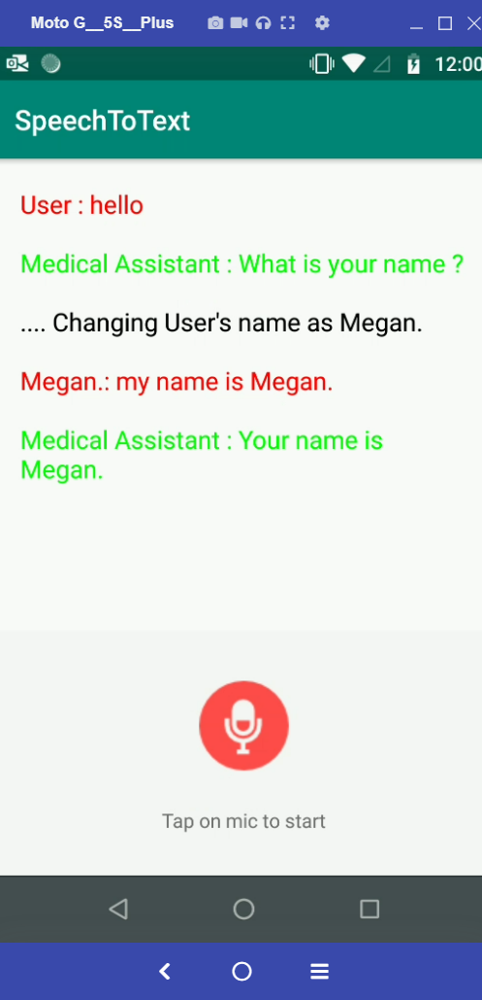 Moto G__5S__Plus
12:00
SpeechToText
User : hello
Medical Assistant : What is your name ?
.... Changing User's name as Megan.
Megan.: my name is Megan.
Medical Assistant : Your name is
Megan.
Tap on mic to start